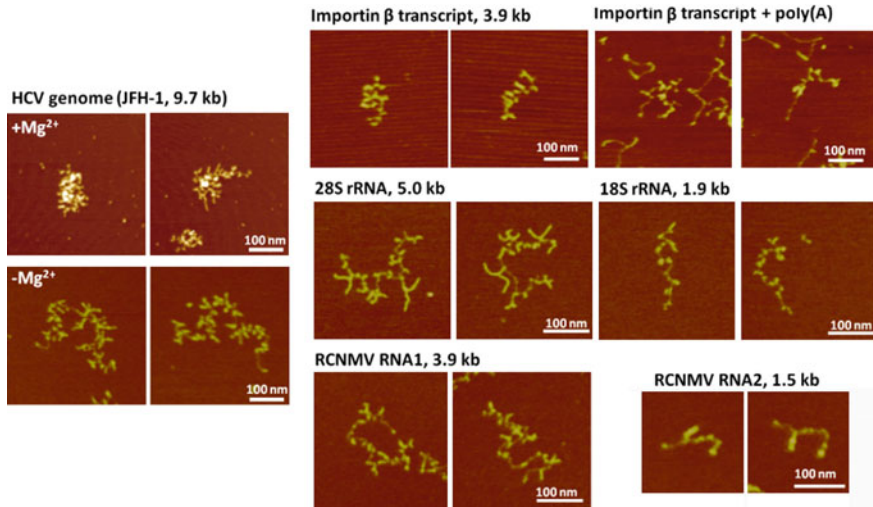 Importin β transcript, 3.9 kb
Importin β transcript + poly(A)
100 nm
100 nm
HCV genome (JFH-1, 9.7 kb)
+Mg²⁺
100 nm
-Mg²⁺
100 nm
28S rRNA, 5.0 kb
18S rRNA, 1.9 kb
100 nm
100 nm
RCNMV RNA1, 3.9 kb
RCNMV RNA2, 1.5 kb
100 nm
100 nm